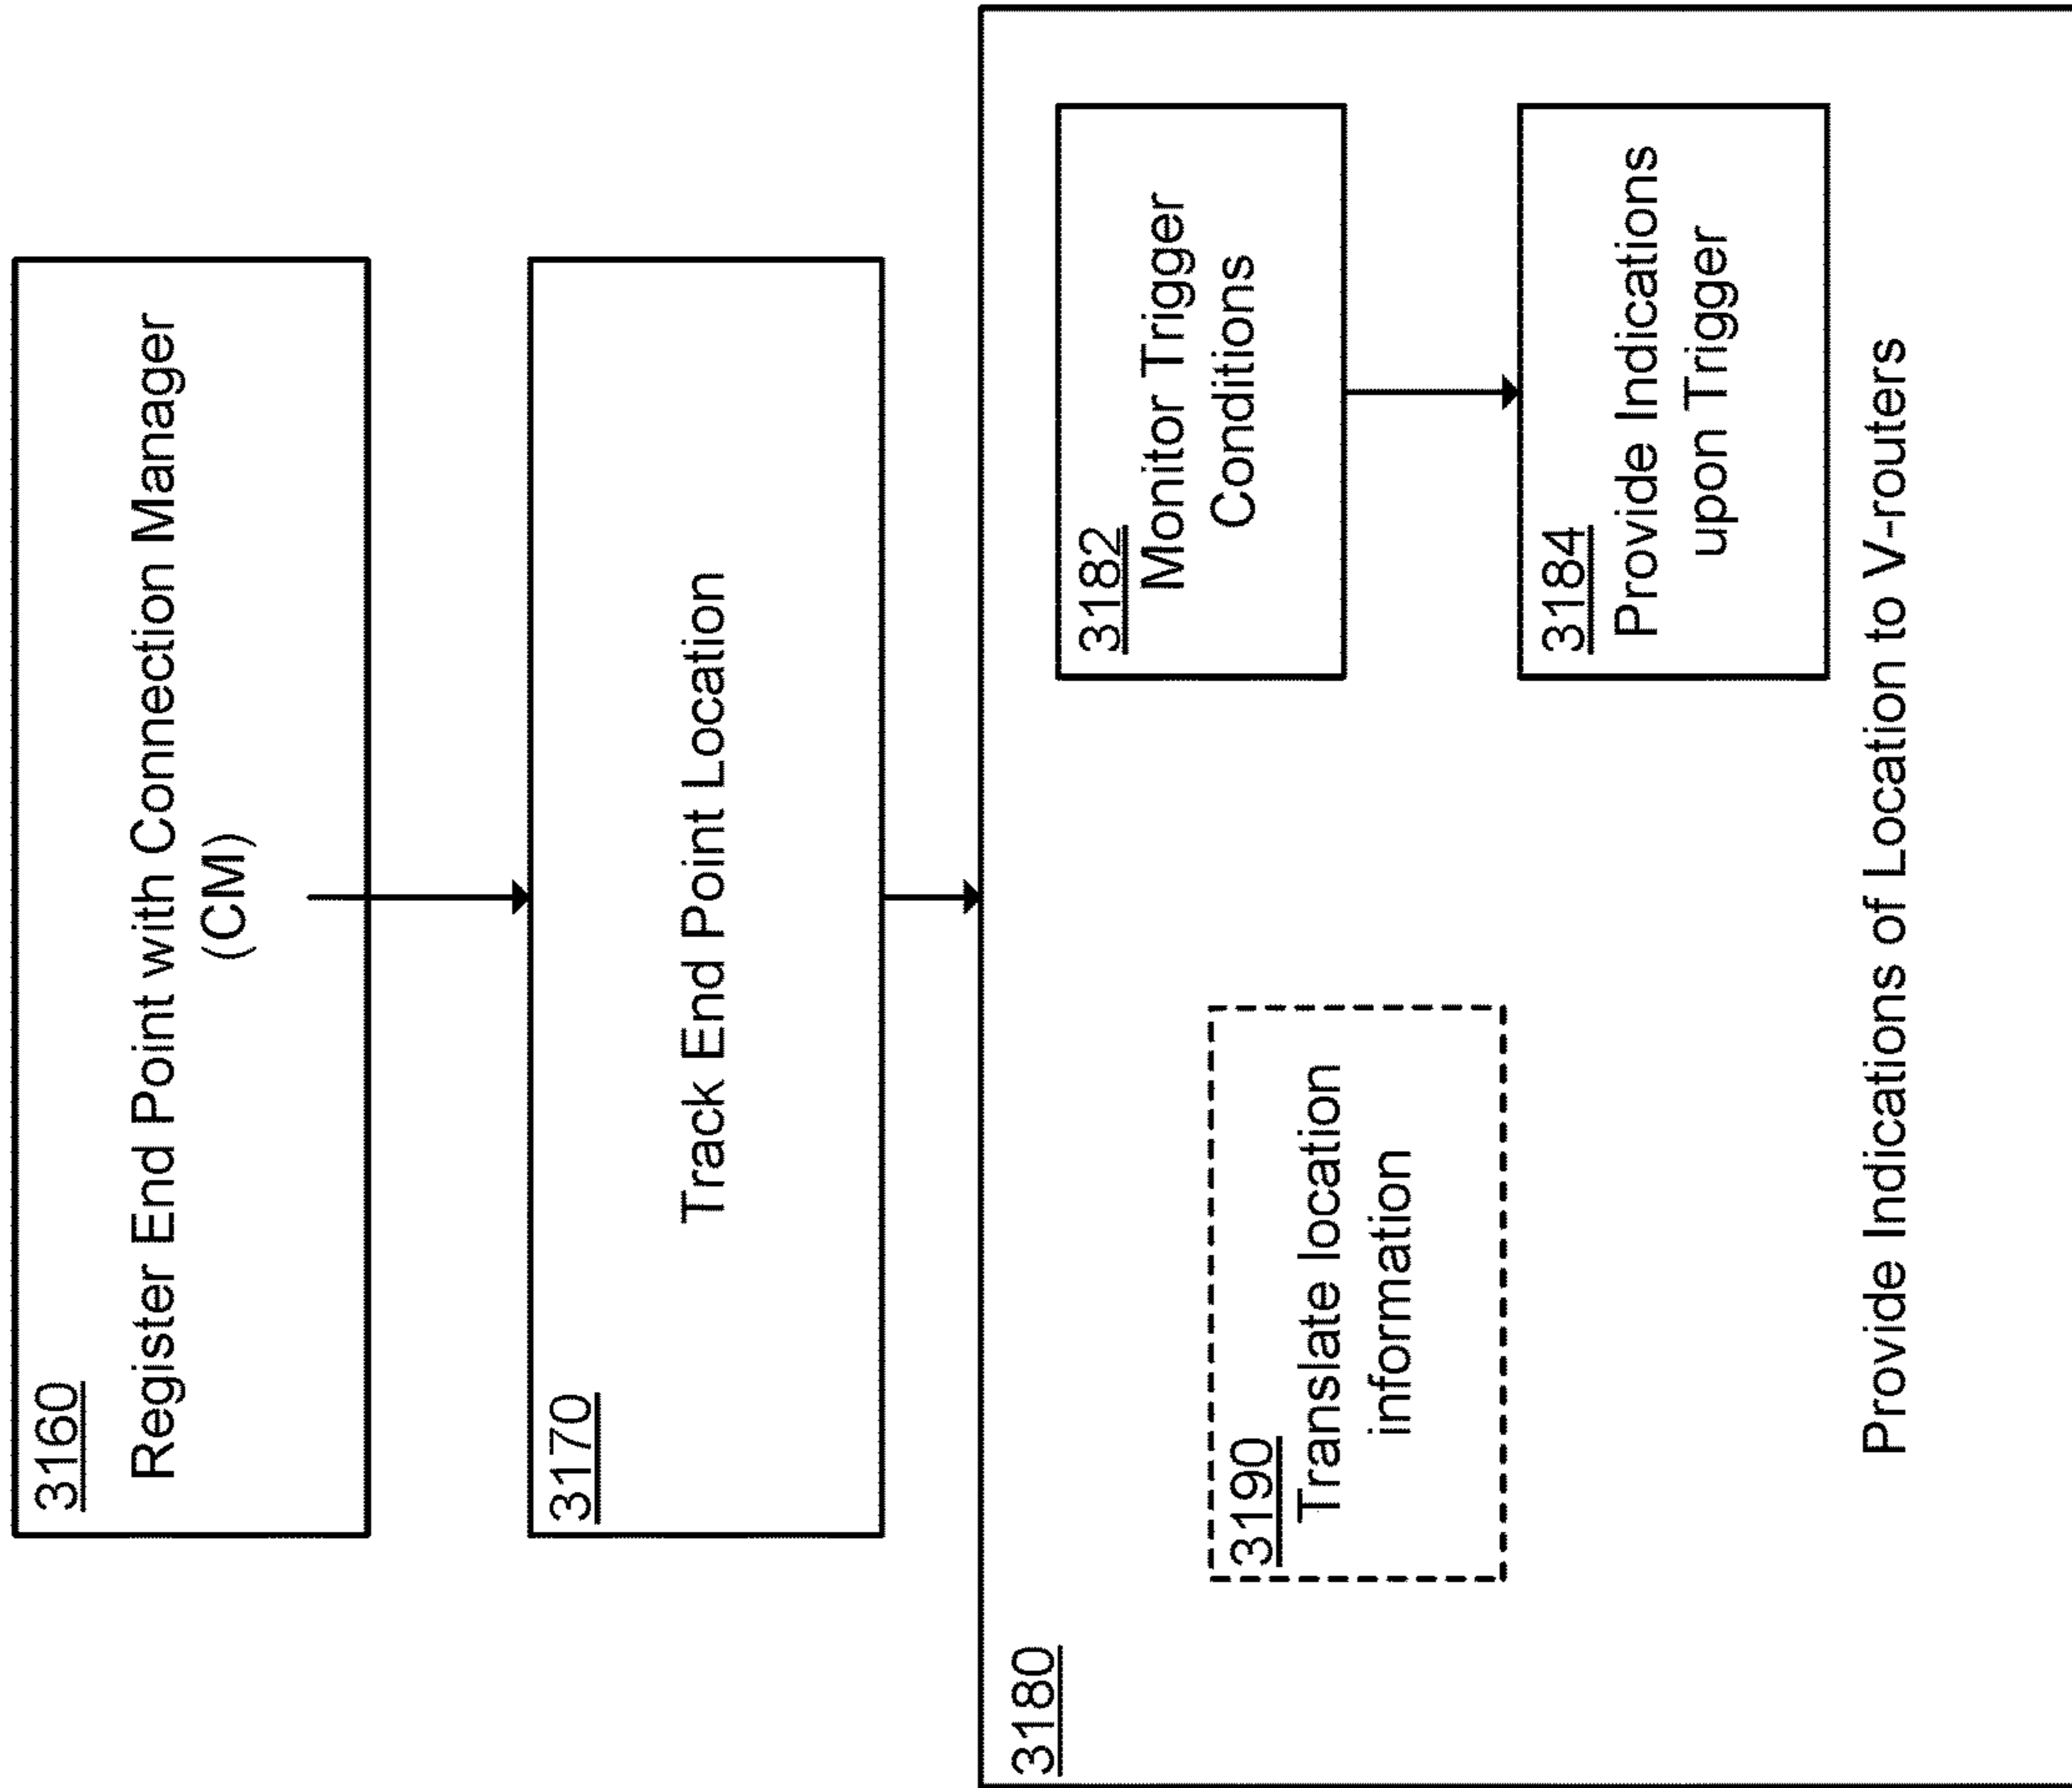 3160
Register End Point with Connection Manager
(CM)
3170
Track End Point Location
3180
3190
Translate location
information
3182
Monitor Trigger
Conditions
3184
Provide Indications
upon Trigger
Provide Indications of Location to V-routers